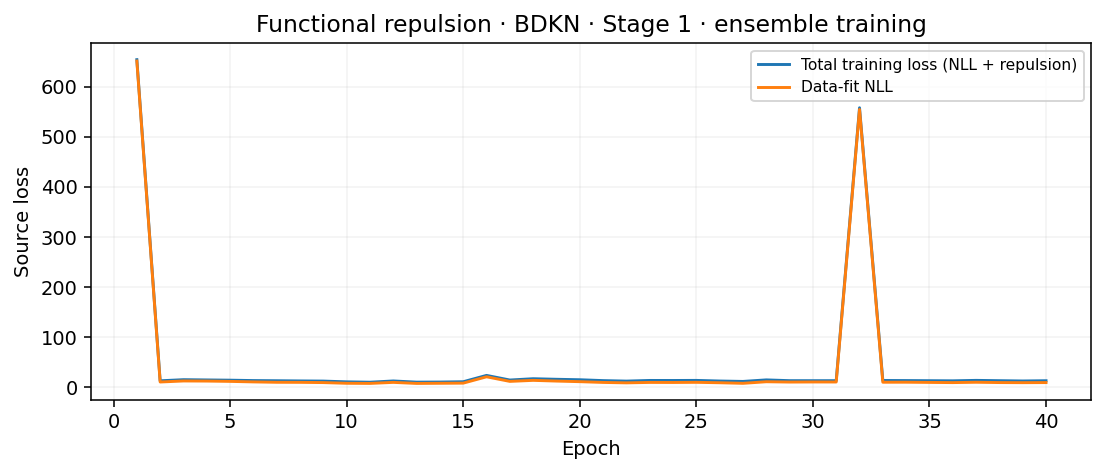 Functional repulsion · BDKN · Stage 1 · ensemble training
Total training loss (NLL + repulsion)
Data-fit NLL
Source loss
600
500
400
300
200
100
0
0 5 10 15 20 25 30 35 40
Epoch